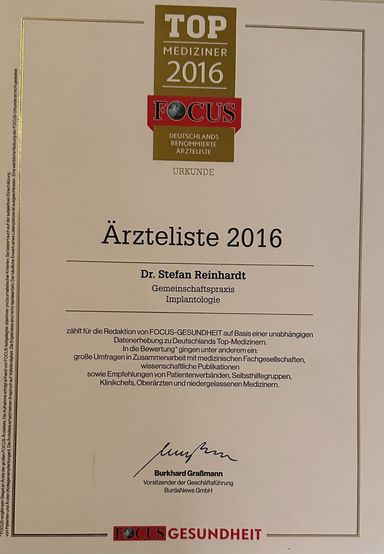 TOP
MEDIZINER
2016
FOCUS
DEUTSCHLANDS
RENOMMIERTE
ÄRZTELISTE
URKUNDE
Ärzteliste 2016
Dr. Stefan Reinhardt
Gemeinschaftspraxis
Implantologie
zählt für die Redaktion von FOCUS-GESUNDHEIT auf Basis einer unabhängigen
Datenerhebung zu Deutschlands Top-Medizinern.
In die Bewertung* gingen unter anderem ein:
große Umfragen in Zusammenarbeit mit medizinischen Fachgesellschaften,
wissenschaftliche Publikationen
sowie Empfehlungen von Patientenverbänden, Selbsthilfegruppen,
Klinikchefs, Oberärzten und niedergelassenen Medizinern.
Burkhard Graßmann
Vorsitzender der Geschäftsführung
BurdaNews GmbH
FOCUS GESUNDHEIT